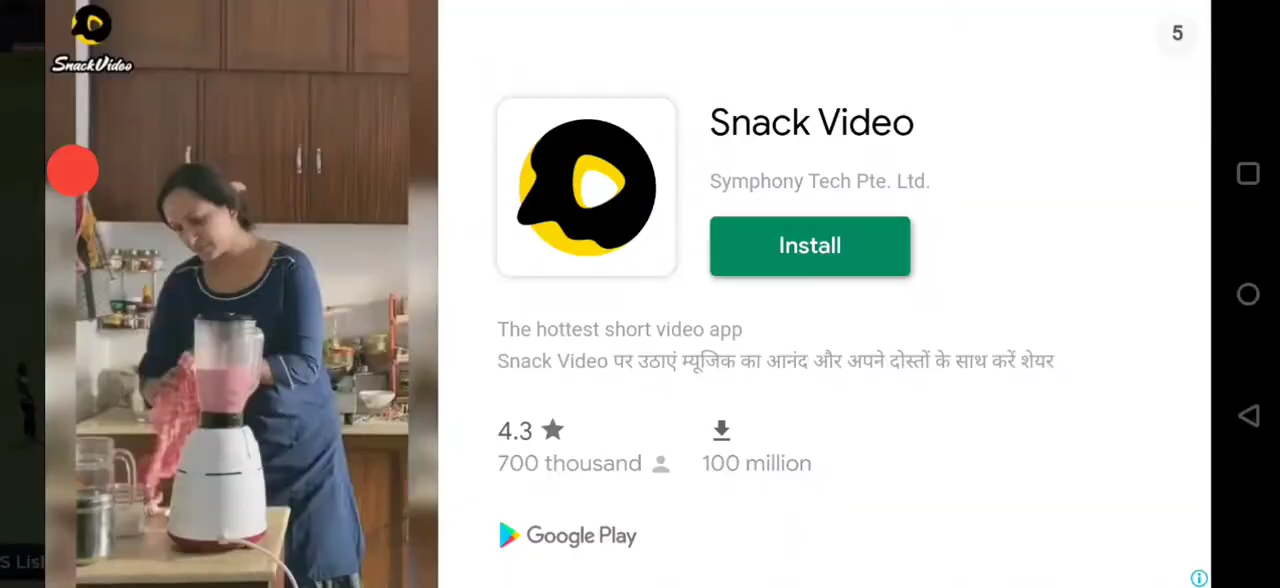 SnackVideo
5
Snack Video
Symphony Tech Pte. Ltd.
Install
The hottest short video app
Snack Video पर उठाएं म्यूजिक का आनंद और अपने दोस्तों के साथ करें शेयर
4.3
700 thousand
100 million
Google Play